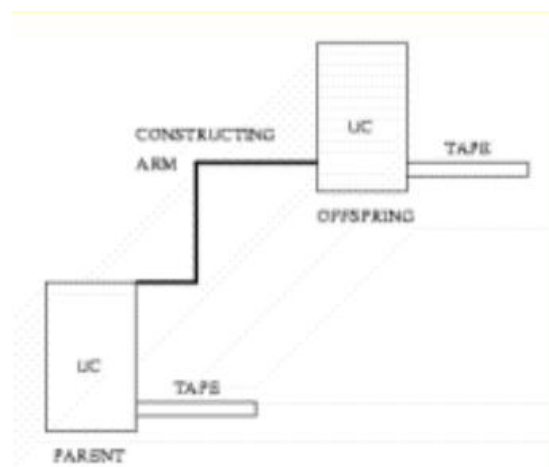 UC
CONSTRUCTING
TAPE
ARM
OFFSPRING
UC
TAPE
PARENT